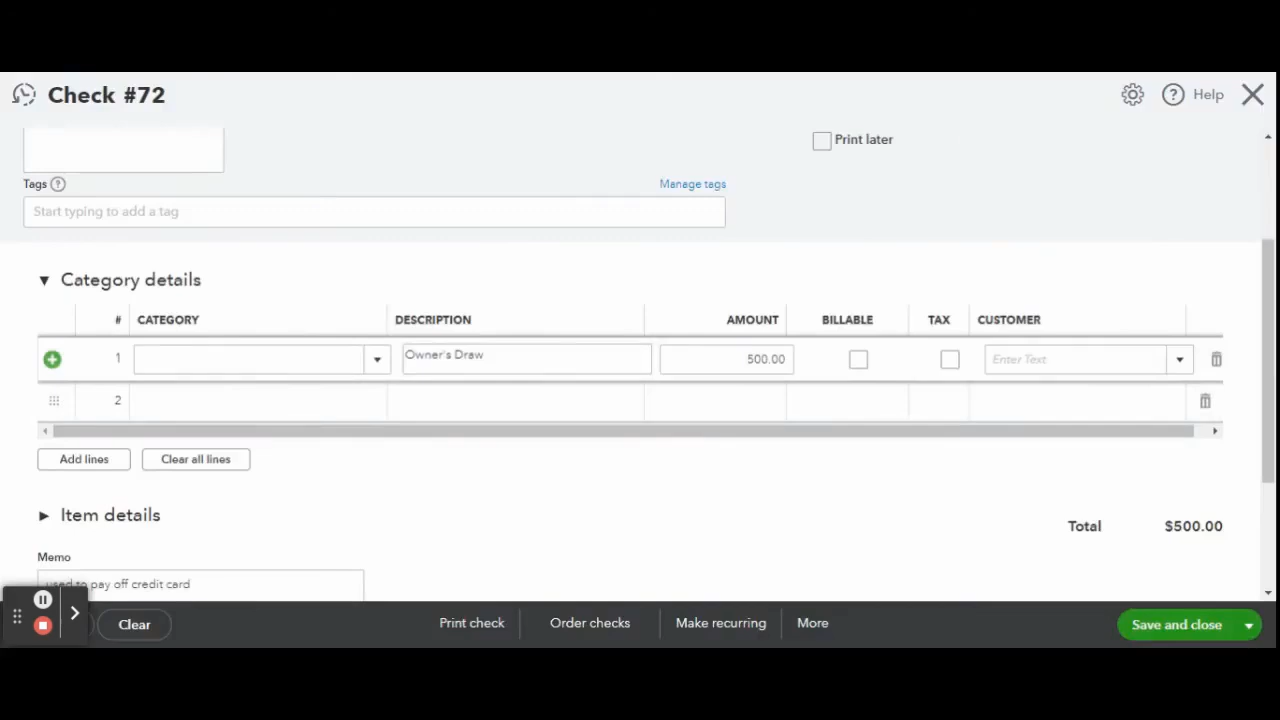 Check #72
Help
Print later
Tags ?
Manage tags
Start typing to add a tag
Category details
# CATEGORY DESCRIPTION AMOUNT BILLABLE TAX CUSTOMER
1 Owner's Draw 500.00 Enter Text
2
Add lines Clear all lines
Item details
Total $500.00
Memo
used to pay off credit card
Clear Print check Order checks Make recurring More Save and close